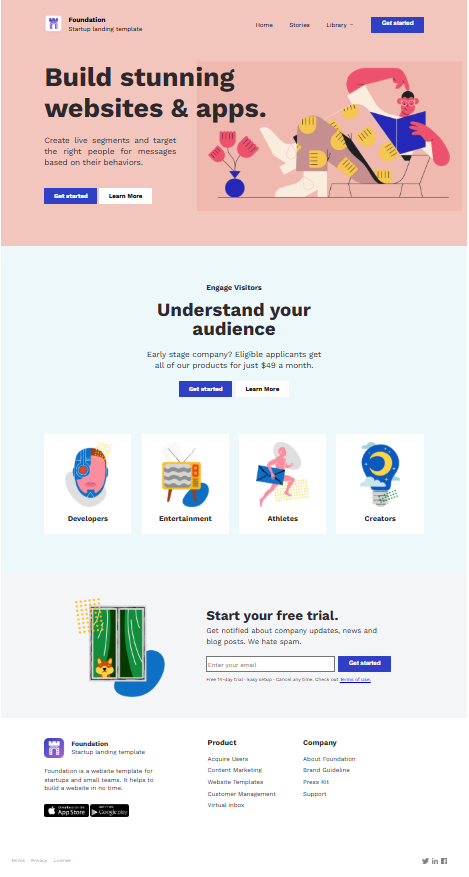 Foundation
Startup landing template
Home Stories Library Get started
Build stunning
websites & apps.
Create live segments and target
the right people for messages
based on their behaviors.
Get started Learn More
Engage Visitors
Understand your
audience
Early stage company? Eligible applicants get
all of our products for just $49 a month.
Get started Learn More
Developers Entertainment Athletes Creators
Start your free trial.
Get notified about company updates, news and
blog posts. We hate spam.
Enter your email Get started
Free 14-day trial · Easy setup · Cancel any time. Check out Terms of use.
Foundation
Startup landing template
Foundation is a website template for
startups and small teams. It helps to
build a website in no time.
App Store Google play
Product
Acquire Users
Content Marketing
Website Templates
Customer Management
Virtual inbox
Company
About Foundation
Brand Guideline
Press Kit
Support
Terms Privacy License